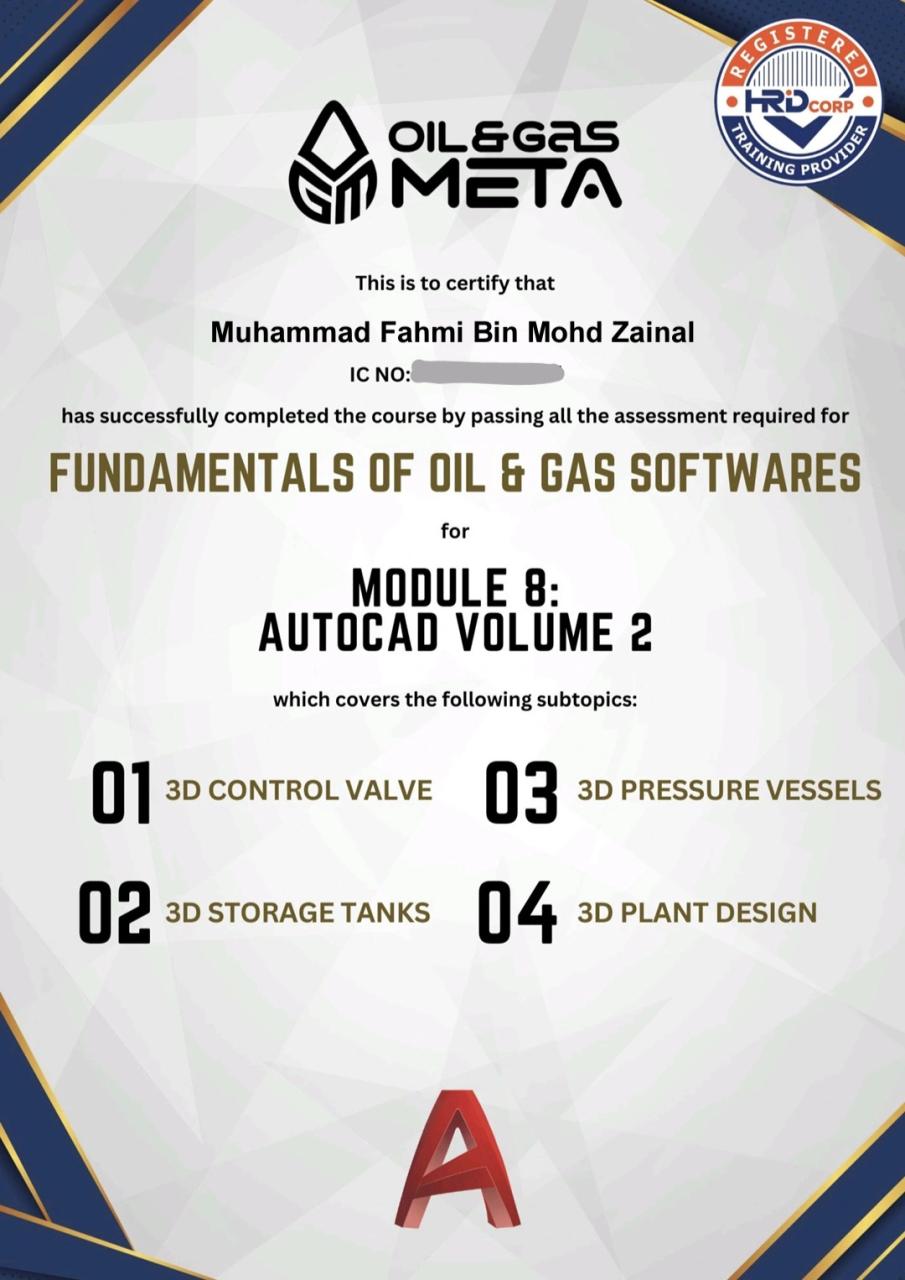 REGISTERED
HRD CORP
TRAINING PROVIDER
OIL&GAS
META
GM
This is to certify that
Muhammad Fahmi Bin Mohd Zainal
IC NO:
has successfully completed the course by passing all the assessment required for
FUNDAMENTALS OF OIL & GAS SOFTWARES
for
MODULE 8:
AUTOCAD VOLUME 2
which covers the following subtopics:
01 3D CONTROL VALVE
03 3D PRESSURE VESSELS
02 3D STORAGE TANKS
04 3D PLANT DESIGN
A